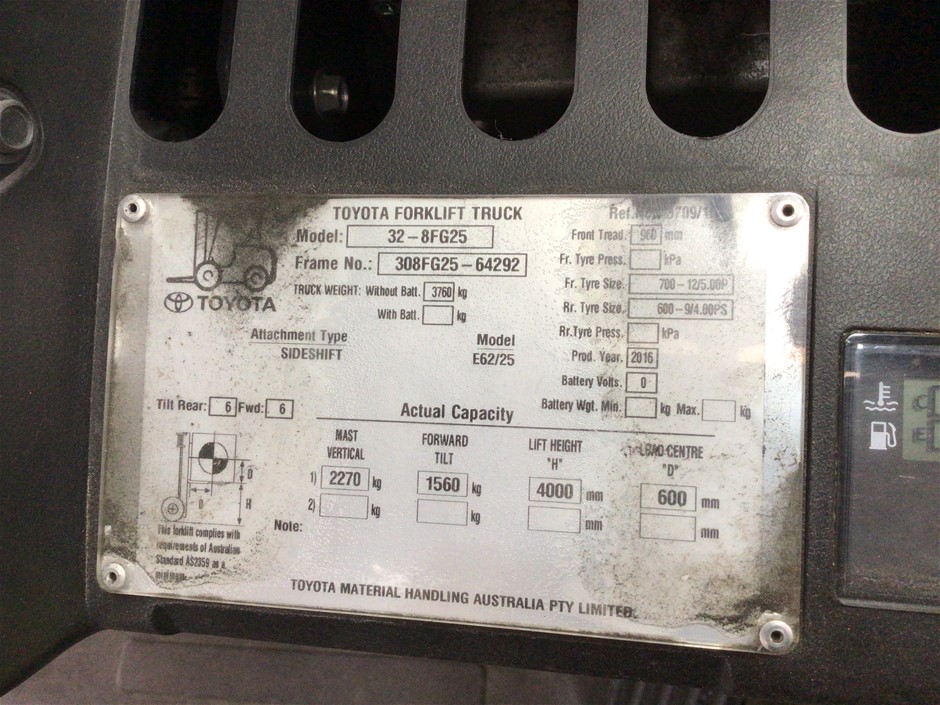 TOYOTA FORKLIFT TRUCK
Model: 32-8FG25
Frame No.: 308FG25-64292
TRUCK WEIGHT: Without Batt. 3760 kg
With Batt. kg
TOYOTA
Attachment Type Model
SIDESHIFT E62/25
Front Tread. 960 mm
Fr. Tyre Press. kPa
Fr. Tyre Size. 700-12/5.00P
Rr. Tyre Size. 600-9/4.00PS
Rr. Tyre Press. kPa
Prod. Year. 2016
Battery Volts. 0
Battery Wgt. Min. kg Max. kg
Tilt Rear: 6 Fwd: 6
Actual Capacity
MAST VERTICAL
FORWARD TILT
LIFT HEIGHT "H"
LOAD CENTRE "D"
1) 2270 kg 1560 kg 4000 mm 600 mm
2) kg kg mm mm
D
D
H
Note:
This forklift complies with
requirements of Australian
Standard AS2359 as a
minimum
TOYOTA MATERIAL HANDLING AUSTRALIA PTY LIMITED.
C
E